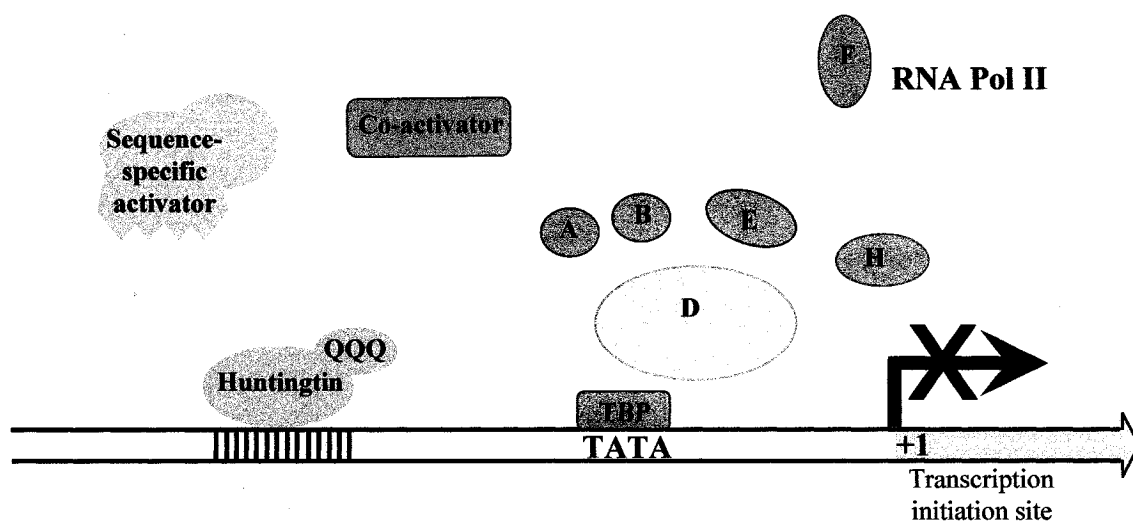 F
RNA Pol II
Co-activator
Sequence-
specific
activator
A
B
E
H
D
QQQ
Huntingtin
TBP
TATA
+1
Transcription
initiation site